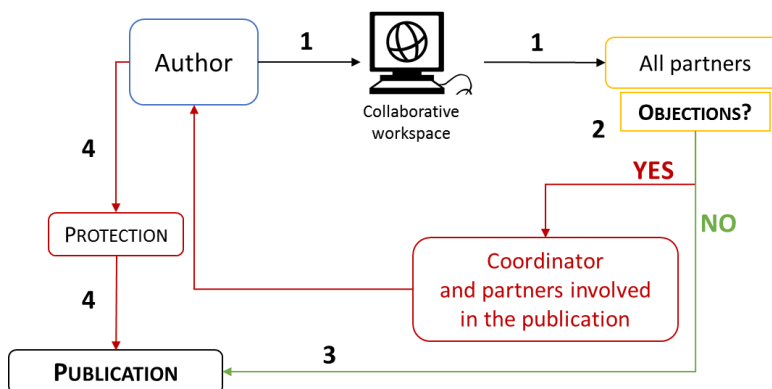 1
1
Author
All partners
Collaborative
workspace
OBJECTIONS?
2
4
YES
PROTECTION
NO
Coordinator
and partners involved
in the publication
4
3
PUBLICATION